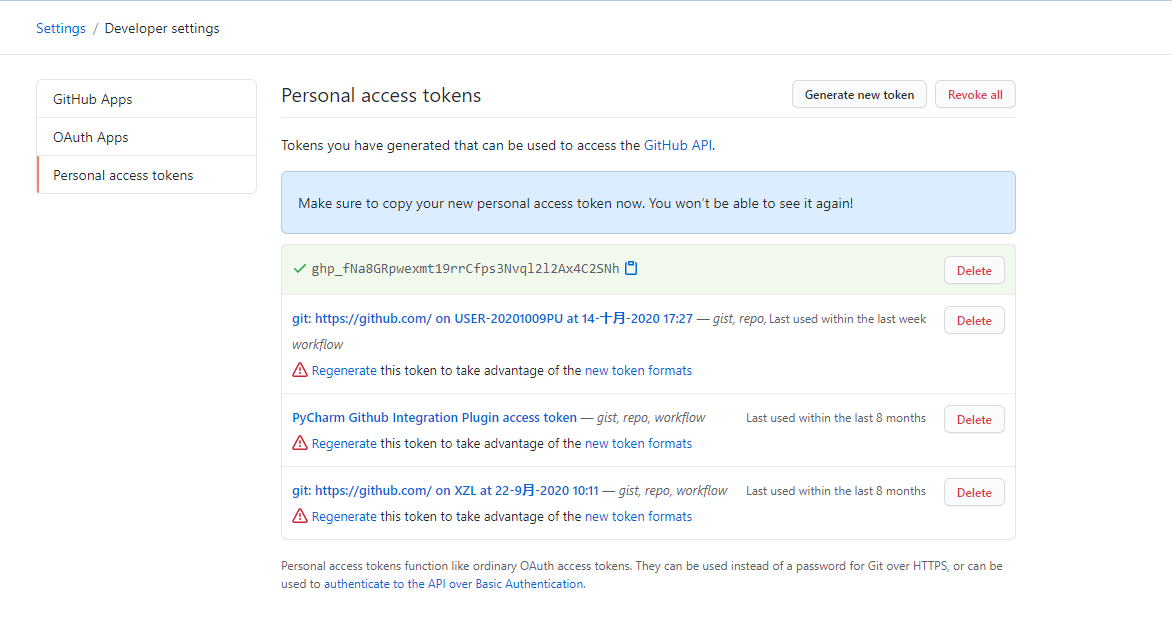 Settings / Developer settings
GitHub Apps
OAuth Apps
Personal access tokens
Personal access tokens
Generate new token
Revoke all
Tokens you have generated that can be used to access the GitHub API.
Make sure to copy your new personal access token now. You won't be able to see it again!
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
Delete
git: https://github.com/ on USER-20201009PU at 14-十月-2020 17:27 — gist, repo, Last used within the last week
Delete
workflow
Regenerate this token to take advantage of the new token formats
PyCharm Github Integration Plugin access token — gist, repo, workflow
Last used within the last 8 months
Delete
Regenerate this token to take advantage of the new token formats
git: https://github.com/ on XZL at 22-9月-2020 10:11 — gist, repo, workflow
Last used within the last 8 months
Delete
Regenerate this token to take advantage of the new token formats
Personal access tokens function like ordinary OAuth access tokens. They can be used instead of a password for Git over HTTPS, or can be
used to authenticate to the API over Basic Authentication.